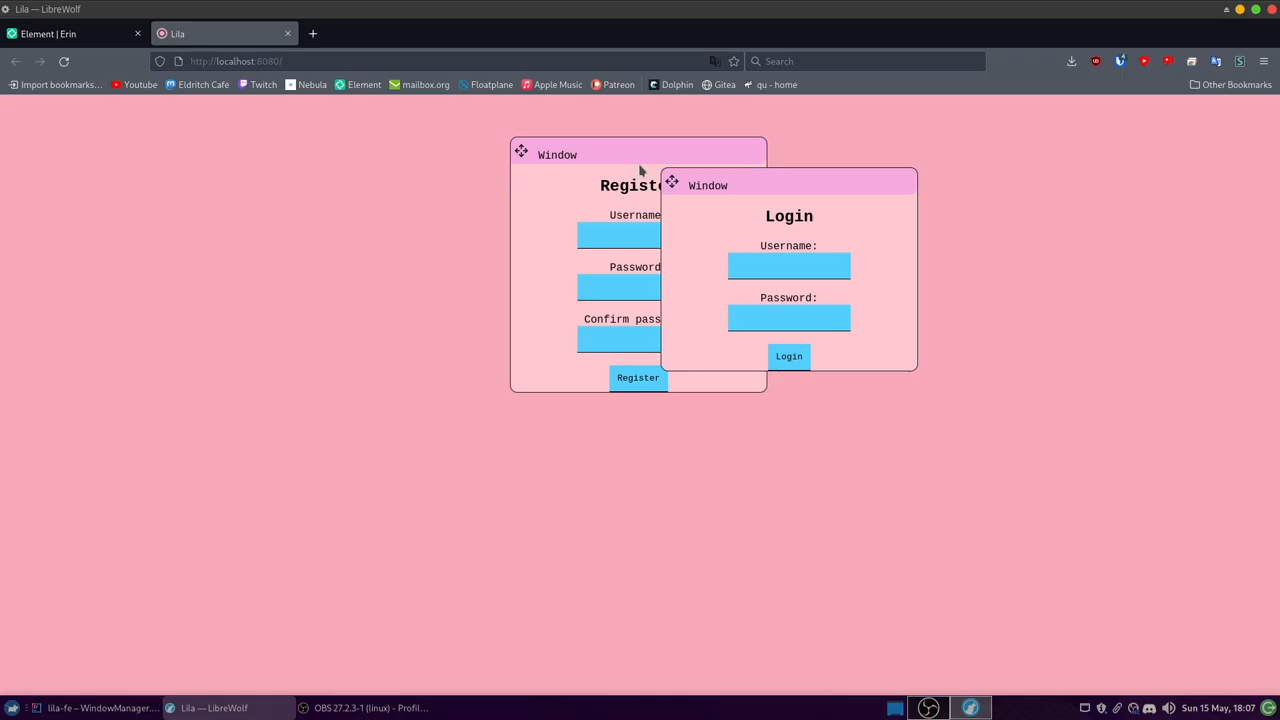 Lila — LibreWolf
Element | Erin
Lila
http://localhost:8080/
Search
Import bookmarks...
Youtube
Eldritch Café
Twitch
Nebula
Element
mailbox.org
Floatplane
Apple Music
Patreon
Dolphin
Gitea
qu - home
Other Bookmarks
Window
Registe
Username
Password
Confirm pass
Register
Window
Login
Username:
Password:
Login
lila-fe – WindowManager....
Lila — LibreWolf
OBS 27.2.3-1 (linux) - Profil...
Sun 15 May, 18:07